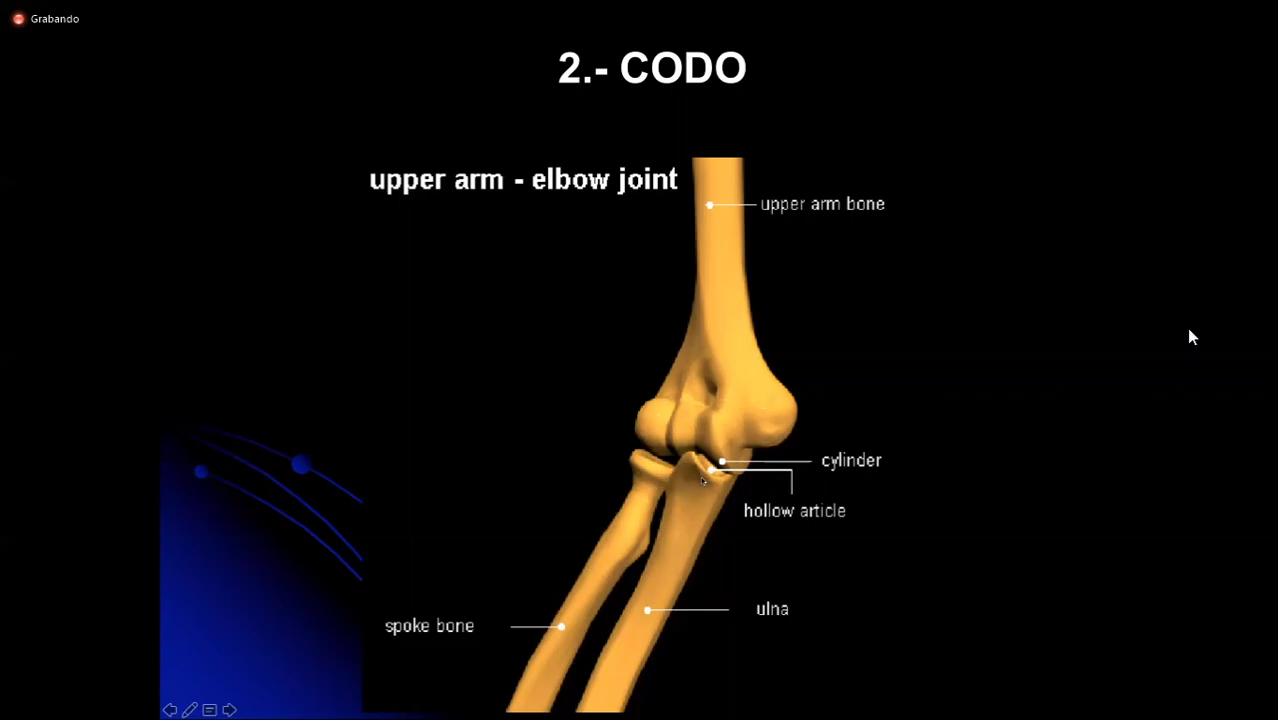 Grabando
2.- CODO
upper arm - elbow joint
upper arm bone
cylinder
hollow article
ulna
spoke bone